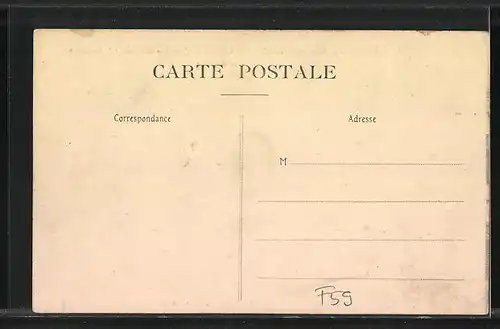 CARTE POSTALE
Correspondance
Adresse
M
F59